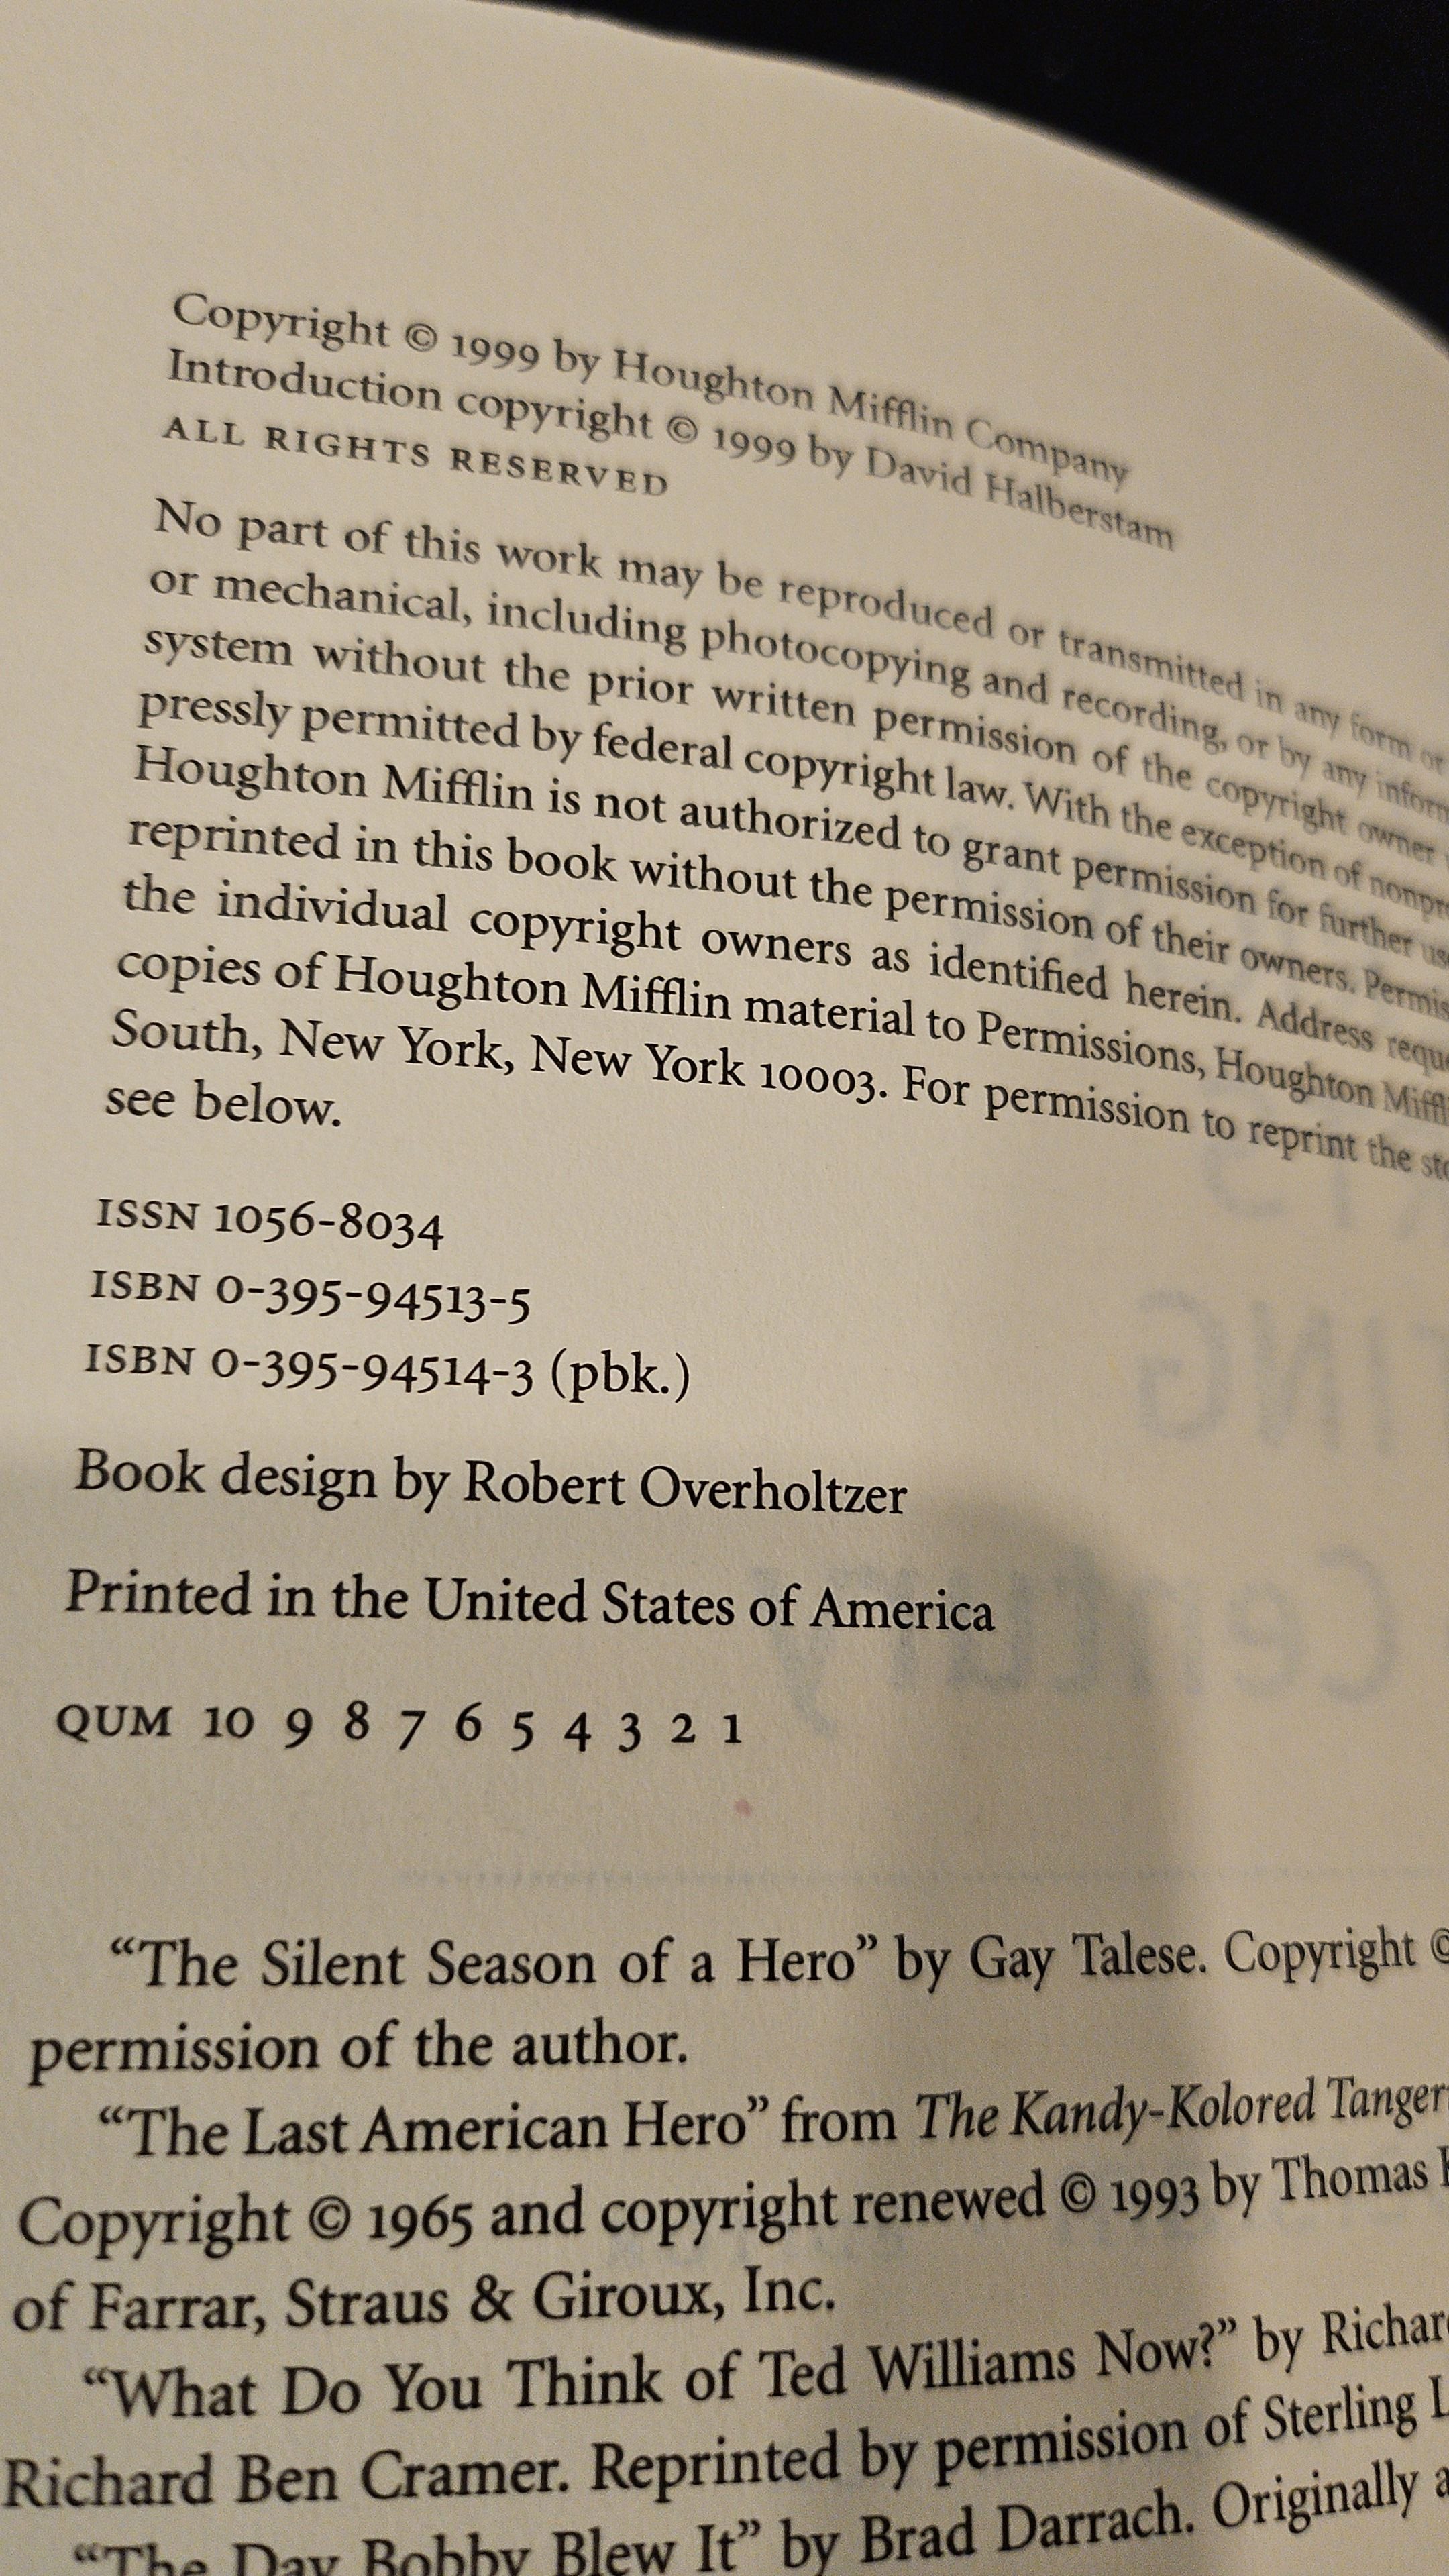 Copyright © 1999 by Houghton Mifflin Company
Introduction copyright © 1999 by David Halberstam
ALL RIGHTS RESERVED
No part of this work may be reproduced or transmitted in any form or
or mechanical, including photocopying and recording, or by any inform
system without the prior written permission of the copyright owner
pressly permitted by federal copyright law. With the exception of nonpr
Houghton Mifflin is not authorized to grant permission for further us
reprinted in this book without the permission of their owners. Permis
the individual copyright owners as identified herein. Address requ
copies of Houghton Mifflin material to Permissions, Houghton Miffl
South, New York, New York 10003. For permission to reprint the sto
see below.
ISSN 1056-8034
ISBN 0-395-94513-5
ISBN 0-395-94514-3 (pbk.)
Book design by Robert Overholtzer
Printed in the United States of America
QUM 10 9 8 7 6 5 4 3 2 1
“The Silent Season of a Hero” by Gay Talese. Copyright ©
permission of the author.
“The Last American Hero” from The Kandy-Kolored Tanger
Copyright © 1965 and copyright renewed © 1993 by Thomas
of Farrar, Straus & Giroux, Inc.
“What Do You Think of Ted Williams Now?” by Richar
Richard Ben Cramer. Reprinted by permission of Sterling L
“The Day Bobby Blew It” by Brad Darrach. Originally a